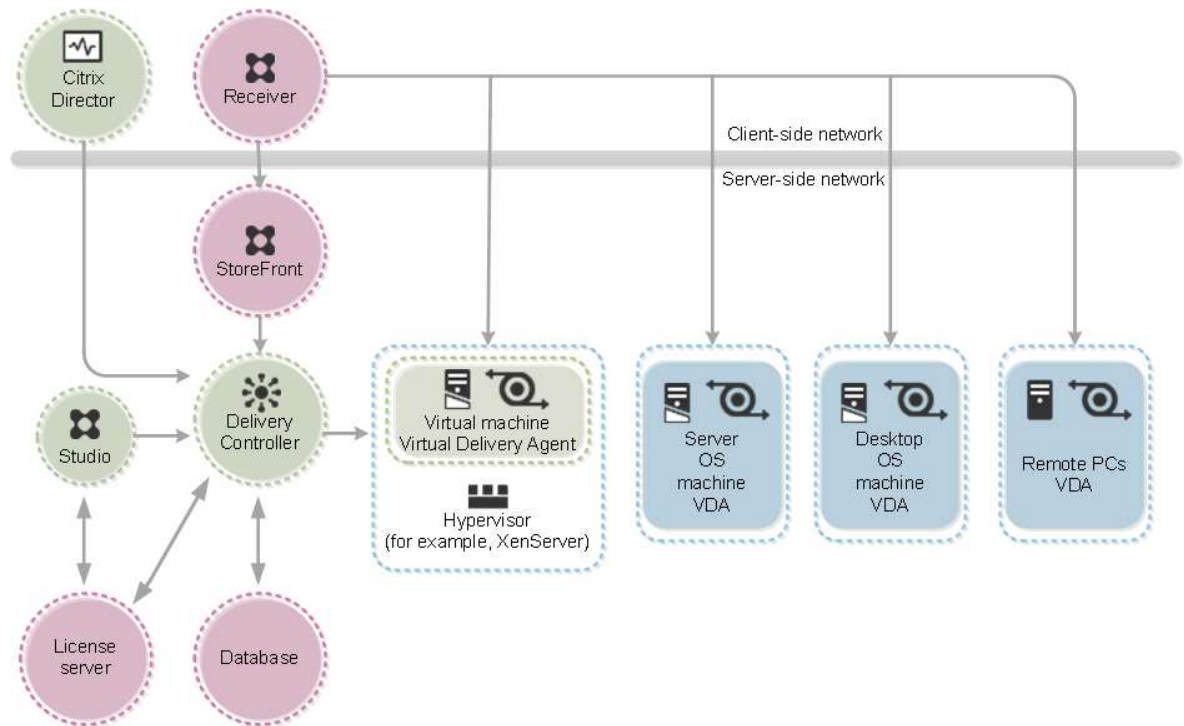 Citrix
Director
Receiver
Client-side network
Server-side network
StoreFront
Studio
Delivery
Controller
Virtual machine
Virtual Delivery Agent
Hypervisor
(for example, XenServer)
Server
OS
machine
VDA
Desktop
OS
machine
VDA
Remote PCs
VDA
License
server
Database